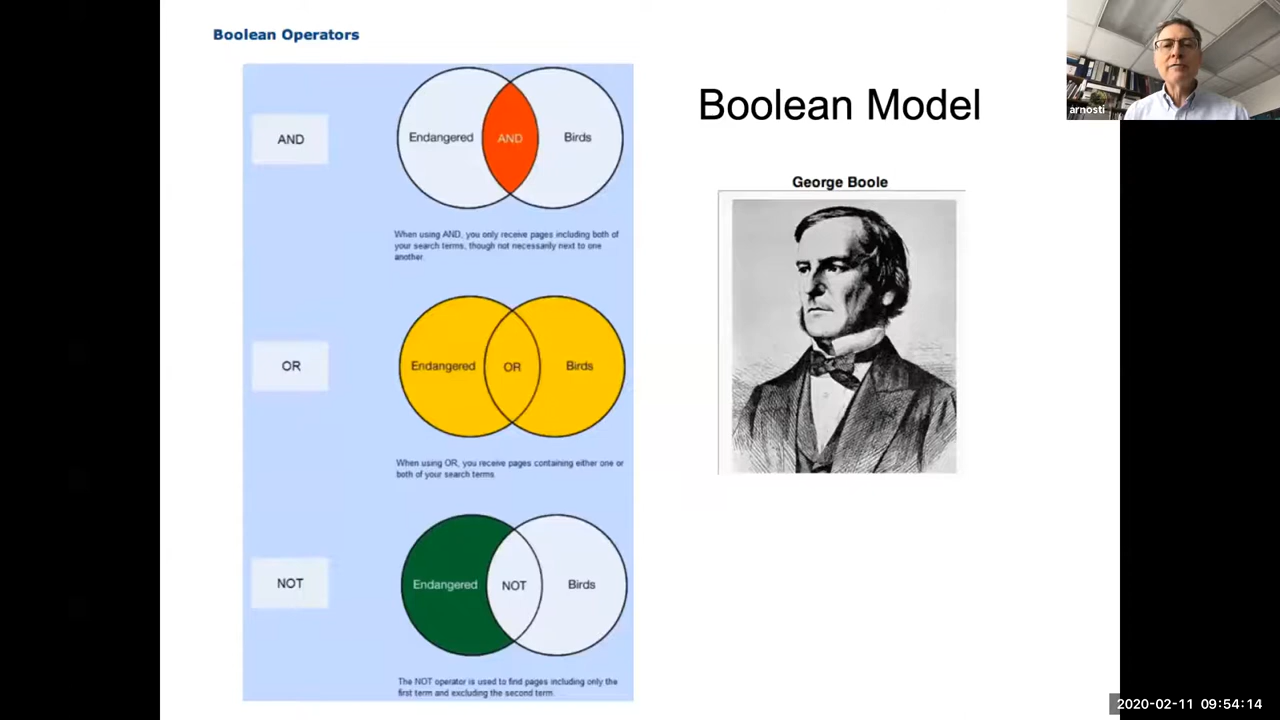 Boolean Operators
AND
Endangered
AND
Birds
When using AND, you only receive pages including both of
your search terms, though not necessarily next to one
another.
OR
Endangered
OR
Birds
When using OR, you receive pages containing either one or
both of your search terms.
NOT
Endangered
NOT
Birds
The NOT operator is used to find pages including only the
first term and excluding the second term.
Boolean Model
George Boole
arnosti
2020-02-11 09:54:14